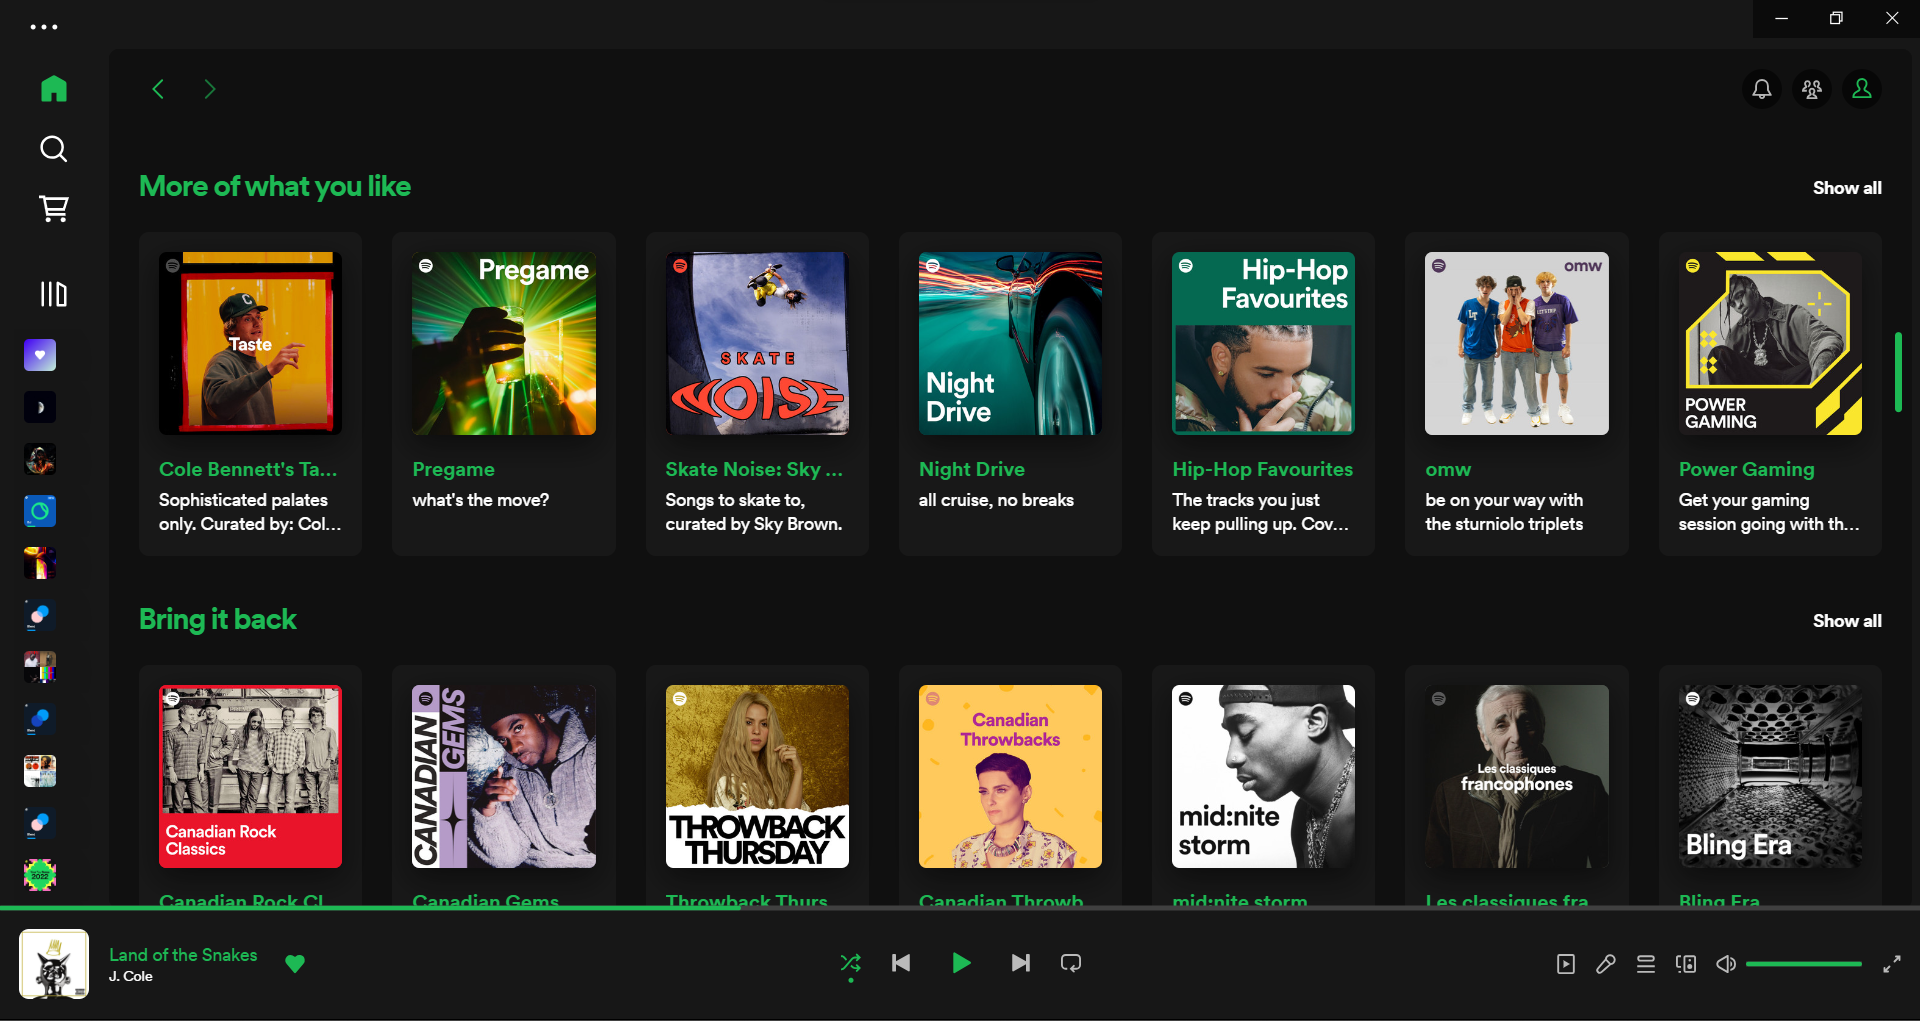 More of what you like
Show all
Taste
Pregame
SKATE
NOISE
Night
Drive
Hip-Hop
Favourites
omw
POWER
GAMING
Cole Bennett's Ta...
Pregame
Skate Noise: Sky ...
Night Drive
Hip-Hop Favourites
omw
Power Gaming
Sophisticated palates
only. Curated by: Col...
what's the move?
Songs to skate to,
curated by Sky Brown.
all cruise, no breaks
The tracks you just
keep pulling up. Cov...
be on your way with
the sturniolo triplets
Get your gaming
session going with th...
Bring it back
Show all
Canadian Rock
Classics
CANADIAN
GEMS
THROWBACK
THURSDAY
Canadian
Throwbacks
mid:nite
storm
Les classiques
francophones
Bling Era
Canadian Rock Cl
Canadian Gems
Throwback Thurs
Canadian Throwb
mid:nite storm
Les classiques fra
Bling Era
2022
Land of the Snakes
J. Cole